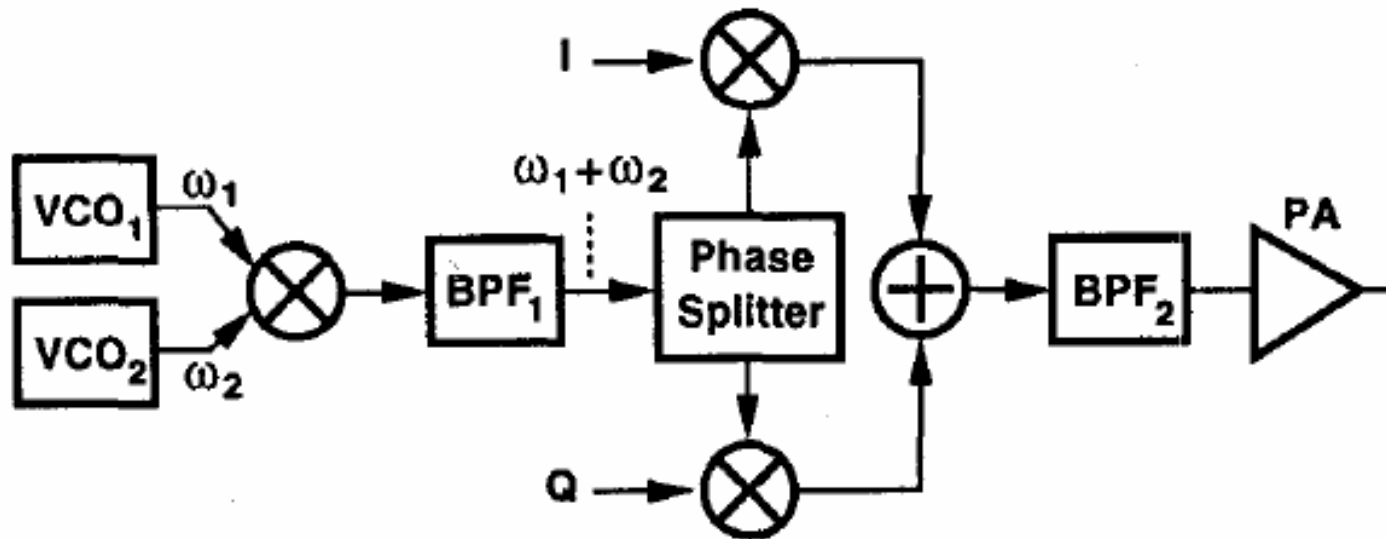 I
VCO₁
ω₁
ω₁+ω₂
PA
BPF₁
Phase
Splitter
BPF₂
VCO₂
ω₂
Q